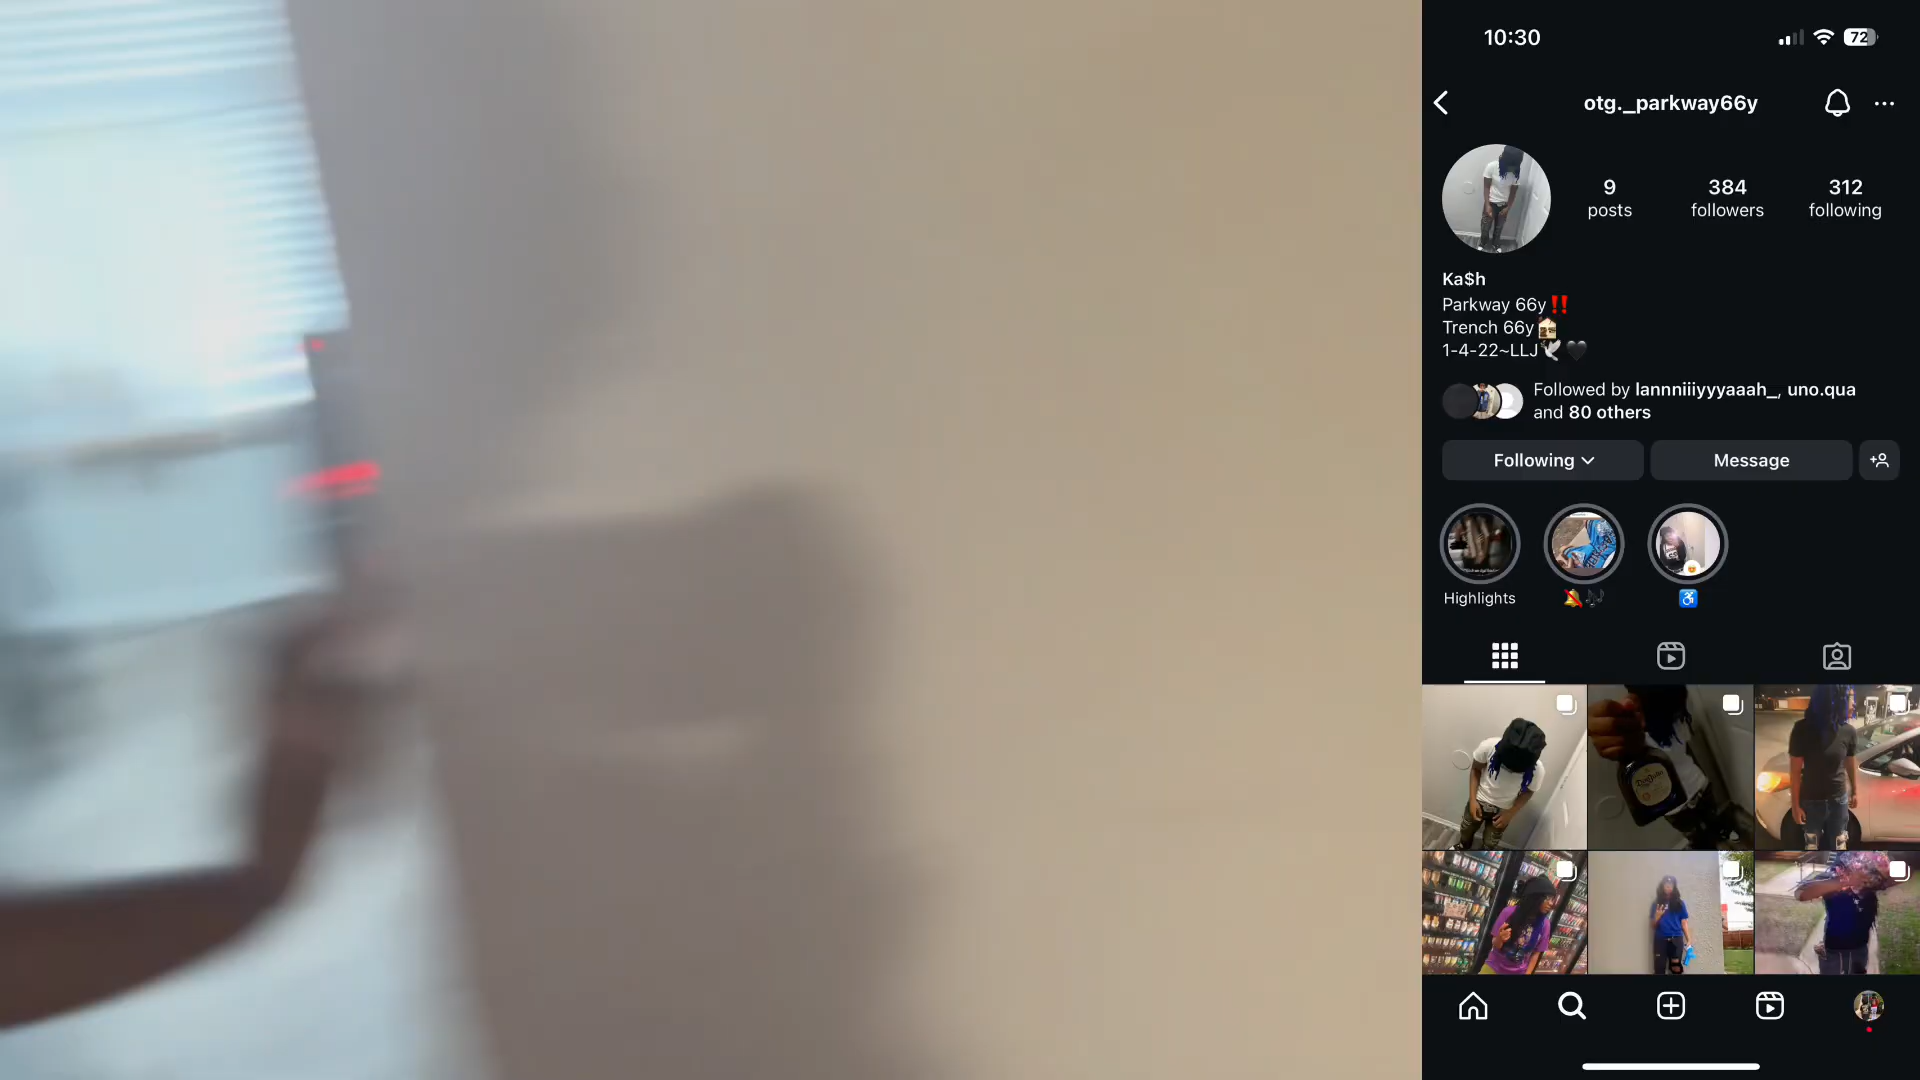 10:30
72
otg._parkway66y
9
posts
384
followers
312
following
Ka$h
Parkway 66y‼️
Trench 66y🏚️
1-4-22~LLJ🕊️🖤
Followed by lannniiiyyyaaah_, uno.qua
and 80 others
Following
Message
Highlights
🔕🎶
♿
DonJulio